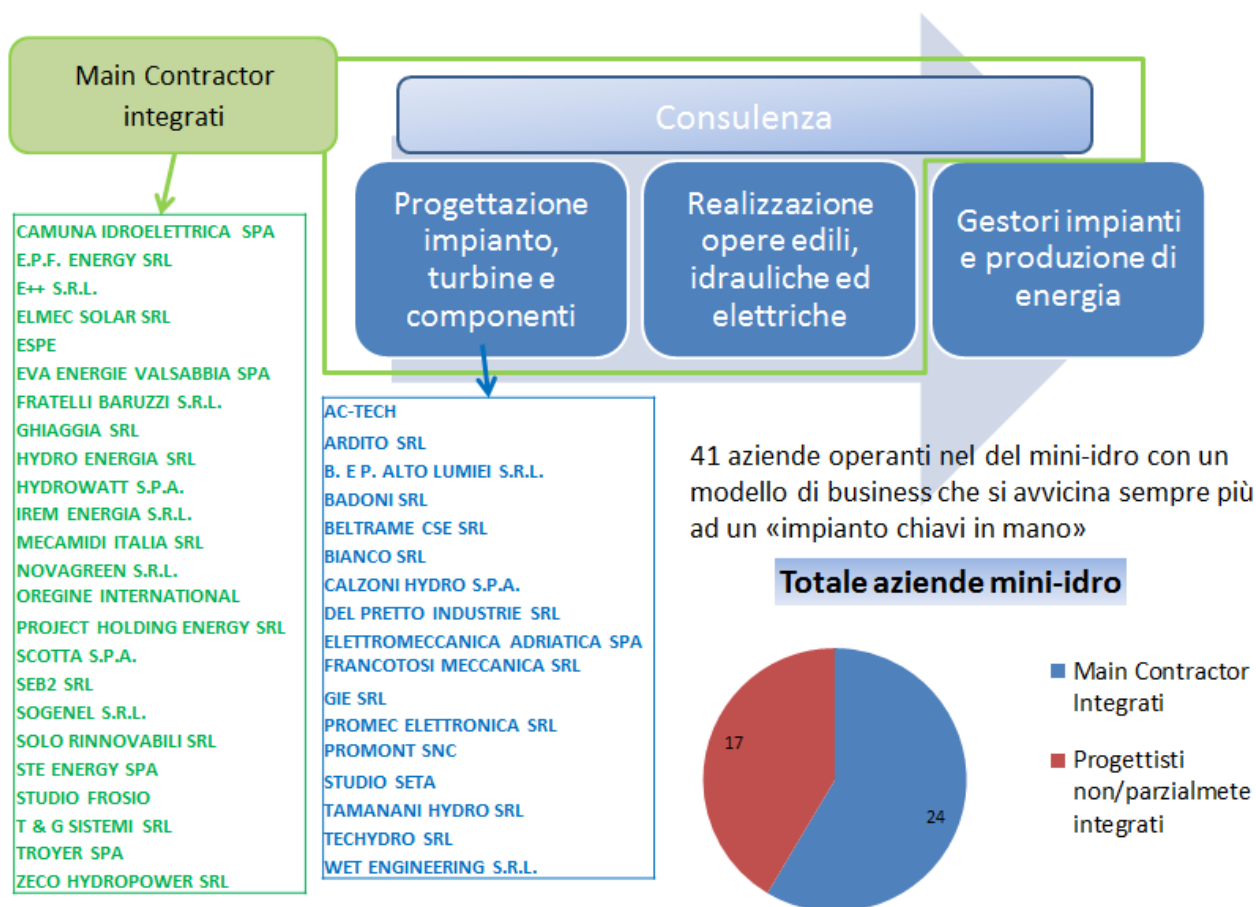 Main Contractor
integrati
Consulenza
Progettazione
impianto,
turbine e
componenti
Realizzazione
opere edili,
idrauliche ed
elettriche
Gestori impianti
e produzione di
energia
CAMUNA IDROELETTRICA SPA
E.P.F. ENERGY SRL
E++ S.R.L.
ELMEC SOLAR SRL
ESPE
EVA ENERGIE VALSABBIA SPA
FRATELLI BARUZZI S.R.L.
GHIAGGIA SRL
HYDRO ENERGIA SRL
HYDROWATT S.P.A.
IREM ENERGIA S.R.L.
MECAMIDI ITALIA SRL
NOVAGREEN S.R.L.
OREGINE INTERNATIONAL
PROJECT HOLDING ENERGY SRL
SCOTTA S.P.A.
SEB2 SRL
SOGENEL S.R.L.
SOLO RINNOVABILI SRL
STE ENERGY SPA
STUDIO FROSIO
T & G SISTEMI SRL
TROYER SPA
ZECO HYDROPOWER SRL
AC-TECH
ARDITO SRL
B. E P. ALTO LUMIEI S.R.L.
BADONI SRL
BELTRAME CSE SRL
BIANCO SRL
CALZONI HYDRO S.P.A.
DEL PRETTO INDUSTRIE SRL
ELETTROMECCANICA ADRIATICA SPA
FRANCOTOSI MECCANICA SRL
GIE SRL
PROMEC ELETTRONICA SRL
PROMONT SNC
STUDIO SETA
TAMANANI HYDRO SRL
TECHYDRO SRL
WET ENGINEERING S.R.L.
41 aziende operanti nel del mini-idro con un
modello di business che si avvicina sempre più
ad un «impianto chiavi in mano»
Totale aziende mini-idro
17
24
Main Contractor
Integrati
Progettisti
non/parzialmete
integrati